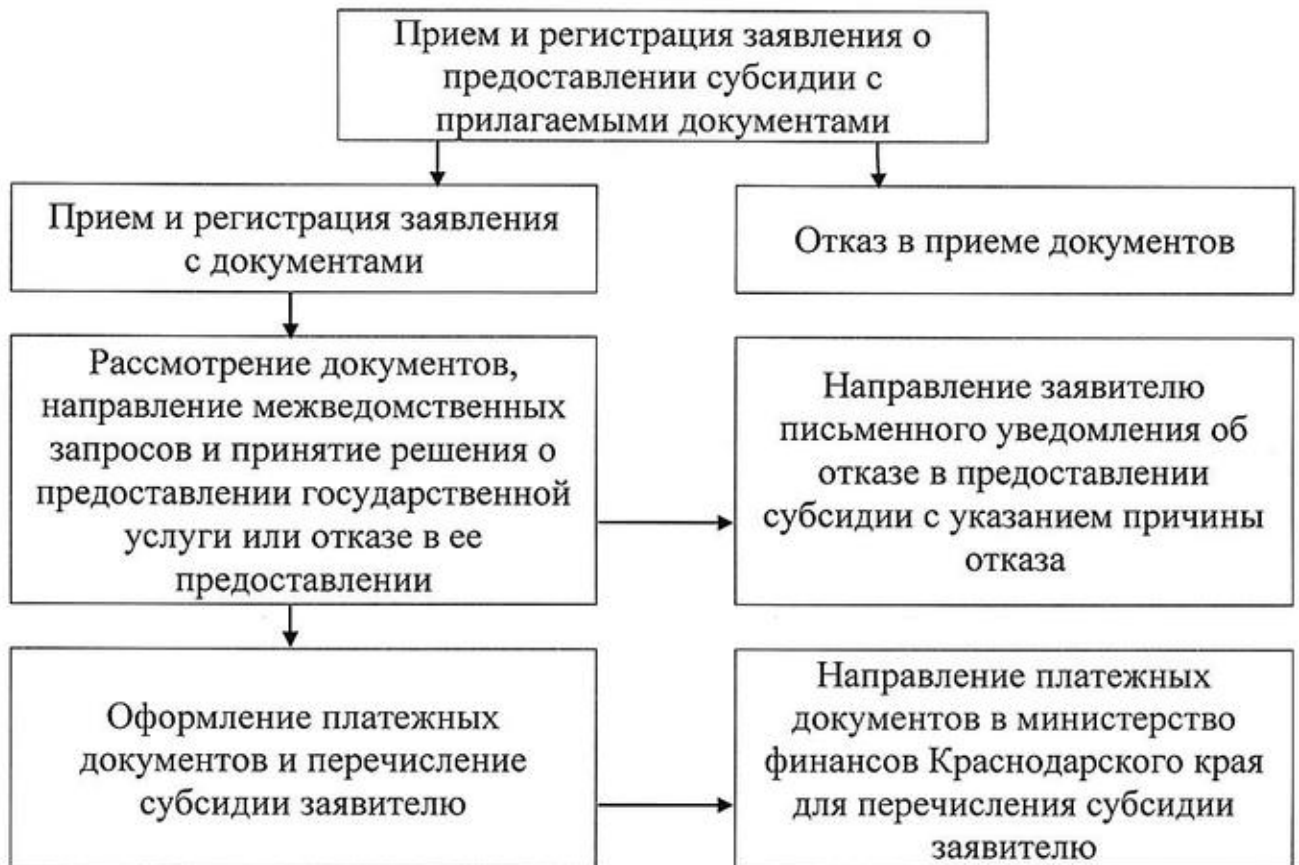 Прием и регистрация заявления о
предоставлении субсидии с
прилагаемыми документами
Прием и регистрация заявления
с документами
Отказ в приеме документов
Рассмотрение документов,
направление межведомственных
запросов и принятие решения о
предоставлении государственной
услуги или отказе в ее
предоставлении
Направление заявителю
письменного уведомления об
отказе в предоставлении
субсидии с указанием причины
отказа
Оформление платежных
документов и перечисление
субсидии заявителю
Направление платежных
документов в министерство
финансов Краснодарского края
для перечисления субсидии
заявителю